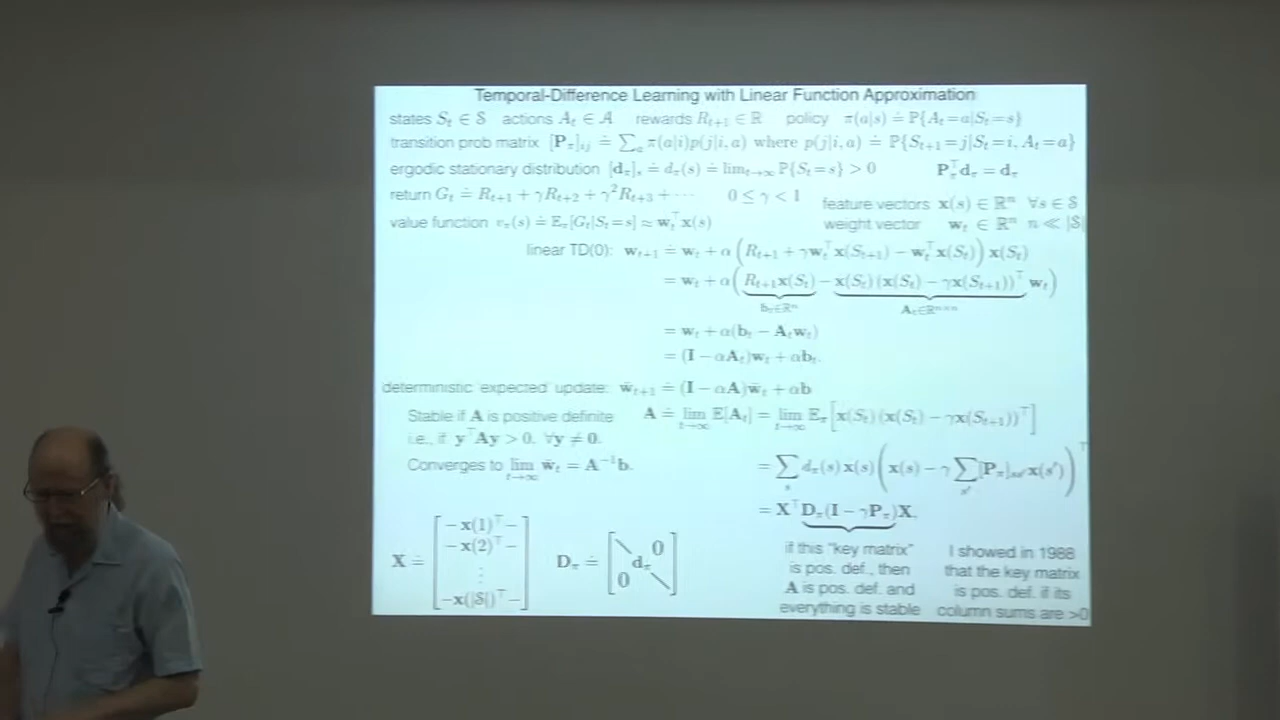 Temporal-Difference Learning with Linear Function Approximation
states S_t ∈ 𝒮 actions A_t ∈ 𝒜 rewards R_{t+1} ∈ ℝ policy π(a|s) ≐ ℙ{A_t=a|S_t=s}
transition prob matrix [P_π]_{ij} ≐ ∑_a π(a|i)p(j|i,a) where p(j|i,a) ≐ ℙ{S_{t+1}=j|S_t=i, A_t=a}
ergodic stationary distribution [d_π]_s ≐ d_π(s) ≐ lim_{t→∞} ℙ{S_t=s} > 0 P_π^⊤ d_π = d_π
return G_t ≐ R_{t+1} + γR_{t+2} + γ²R_{t+3} + ⋯ 0 ≤ γ < 1
feature vectors x(s) ∈ ℝ^n ∀s ∈ 𝒮
value function v_π(s) ≐ 𝔼_π[G_t|S_t=s] ≈ w_t^⊤ x(s)
weight vector w_t ∈ ℝ^n n ≪ |𝒮|
linear TD(0): w_{t+1} ≐ w_t + α(R_{t+1} + γw_t^⊤ x(S_{t+1}) − w_t^⊤ x(S_t)) x(S_t)
= w_t + α(R_{t+1}x(S_t) − x(S_t)(x(S_t) − γx(S_{t+1}))^⊤ w_t)
b_t∈ℝ^n A_t∈ℝ^{n×n}
= w_t + α(b_t − A_t w_t)
= (I − αA_t)w_t + αb_t.
deterministic expected update: w̄_{t+1} ≐ (I − αA)w̄_t + αb
Stable if A is positive definite
i.e., if y^⊤Ay > 0, ∀y ≠ 0.
Converges to lim_{t→∞} w̄_t = A^{−1}b.
A ≐ lim_{t→∞} 𝔼[A_t] = lim_{t→∞} 𝔼_π[x(S_t)(x(S_t) − γx(S_{t+1}))^⊤]
= ∑_s d_π(s)x(s)(x(s) − γ∑_{s'}[P_π]_{ss'}x(s'))^⊤
= X^⊤D_π(I − γP_π)X,
X ≐ [−x(1)^⊤−
−x(2)^⊤−
⋮
−x(|𝒮|)^⊤−]
D_π ≐ [╲ 0
d_π
0 ╲]
if this "key matrix"
is pos. def., then
A is pos. def. and
everything is stable
I showed in 1988
that the key matrix
is pos. def. if its
column sums are >0